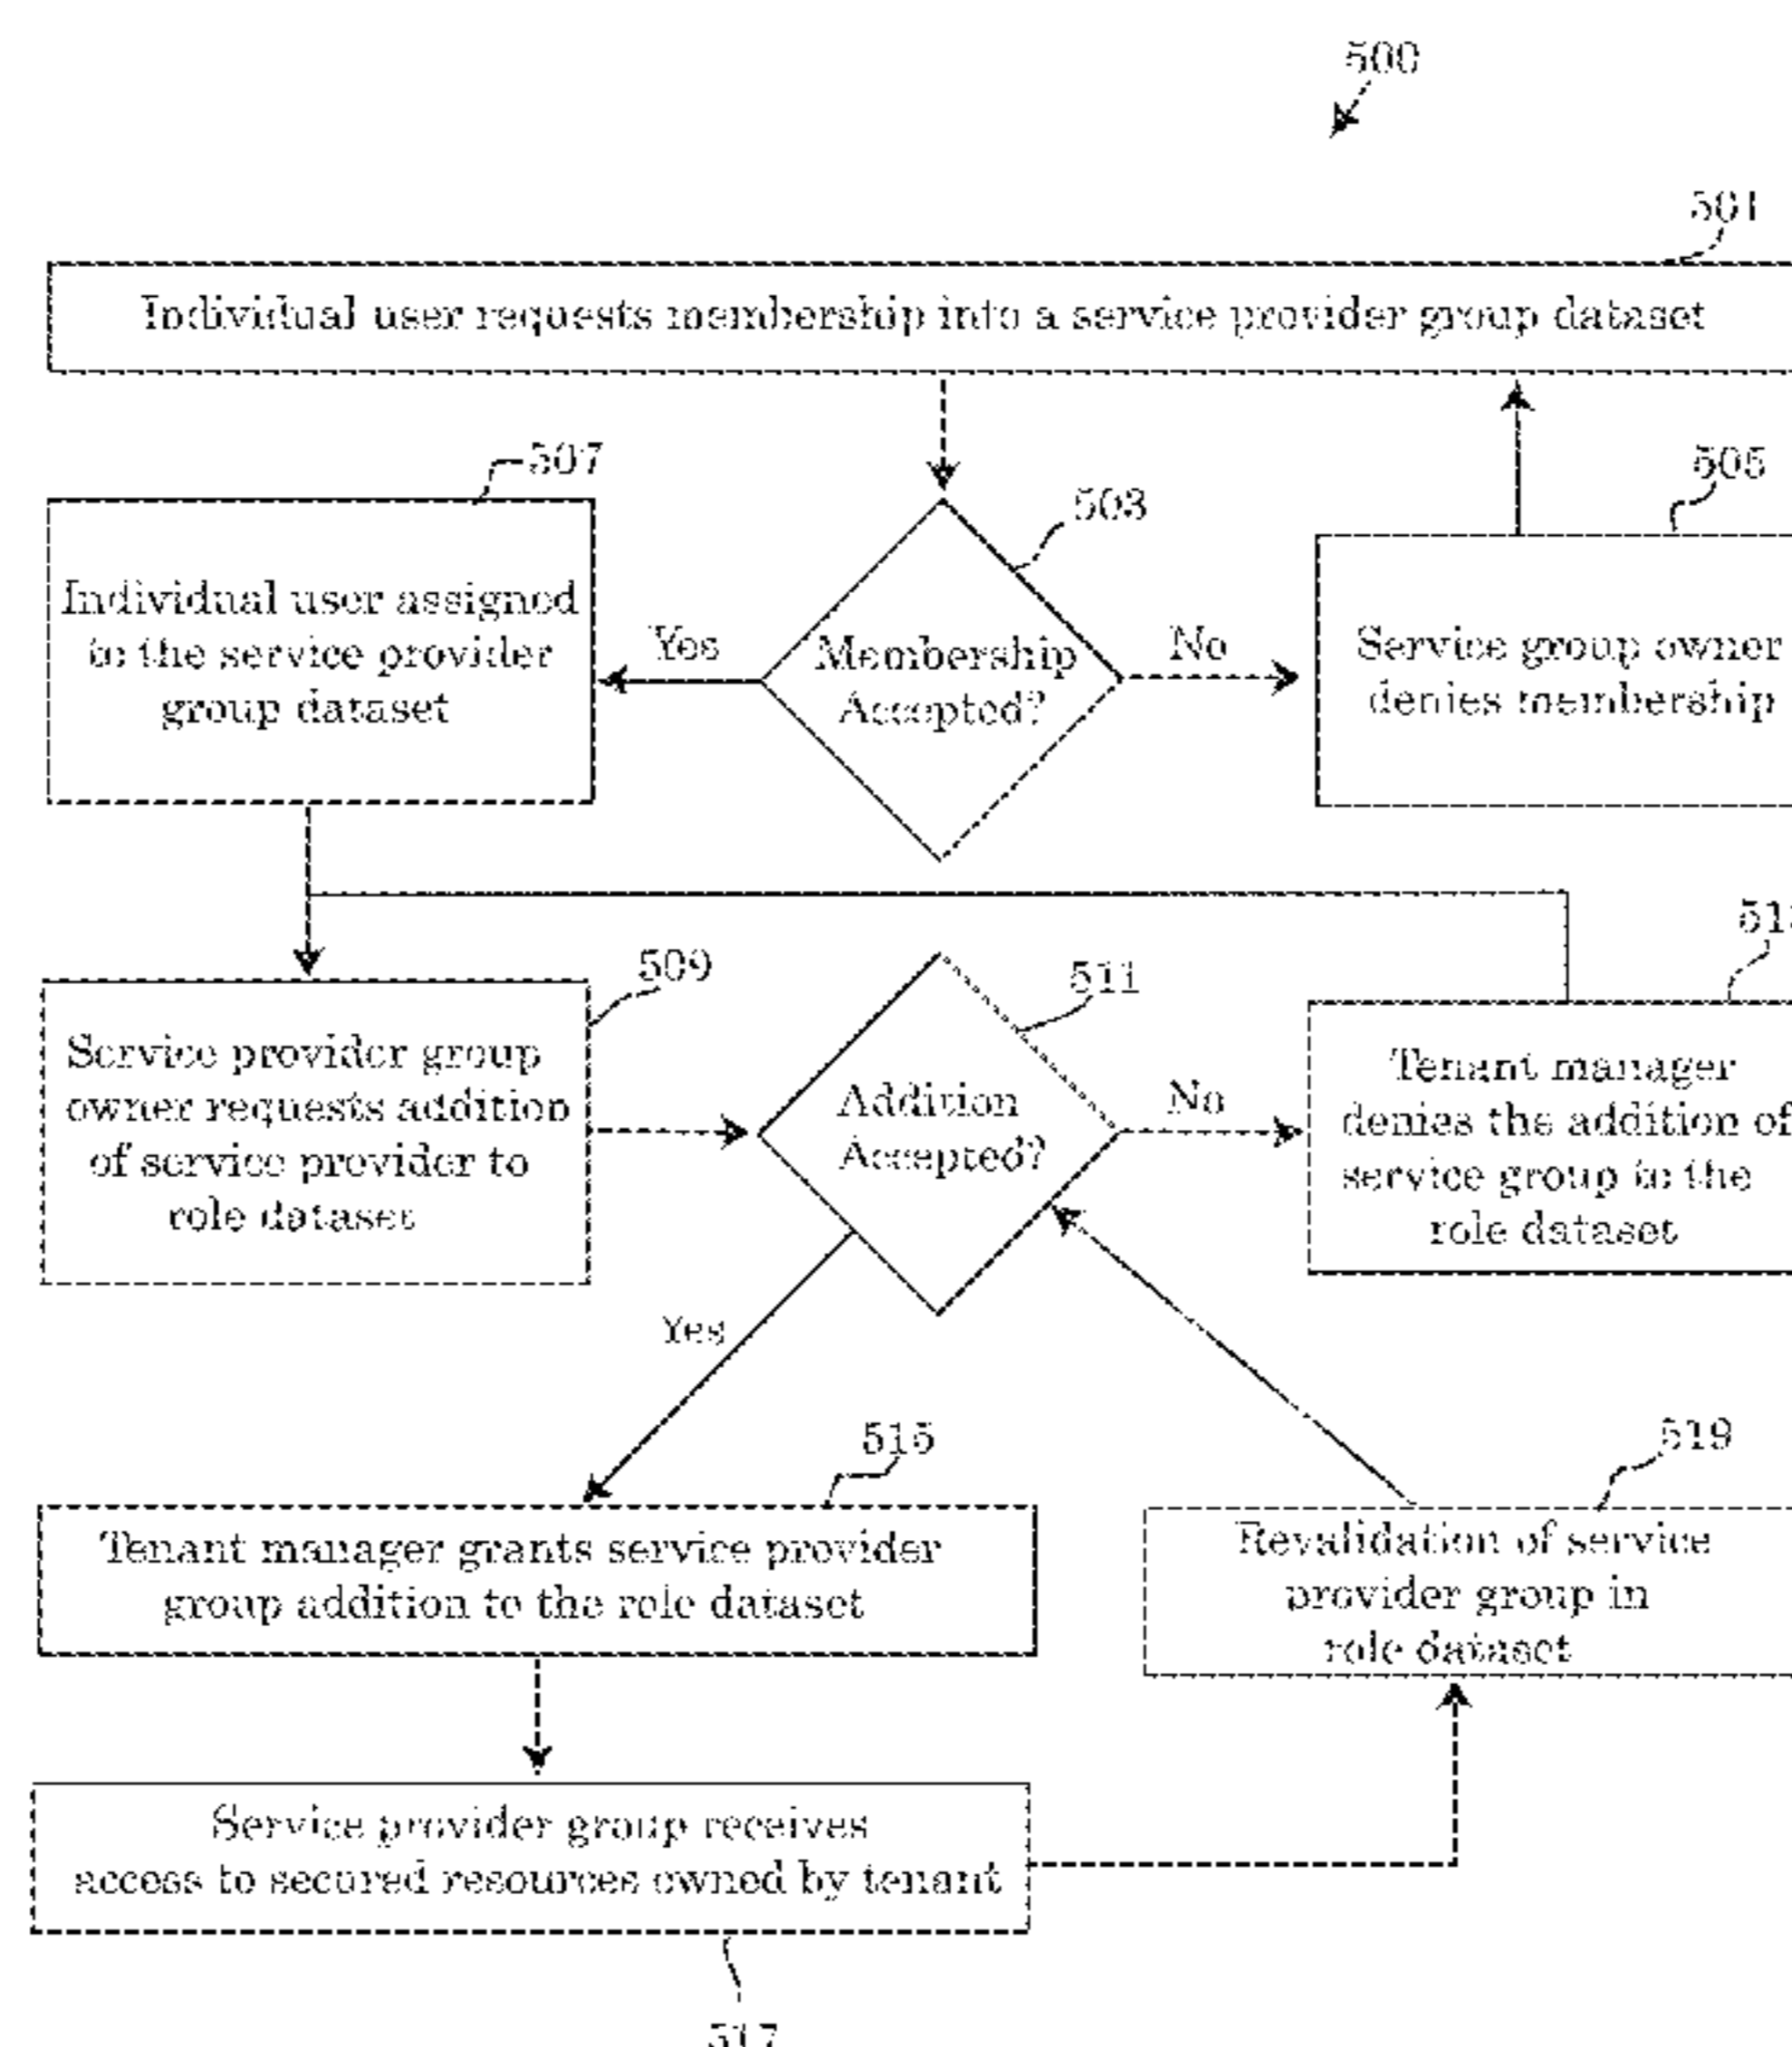 500
501
Individual user requests membership into a service provider group dataset
507
503
505
Individual user assigned
to the service provider
group dataset
Yes
Membership
Accepted?
No
Service group owner
denies membership
509
511
Service provider group
owner requests addition
of service provider to
role dataset
Addition
Accepted?
No
Tenant manager
denies the addition of
service group to the
role dataset
Yes
515
519
Tenant manager grants service provider
group addition to the role dataset
Revalidation of service
provider group in
role dataset
Service provider group receives
access to secured resources owned by tenant
517